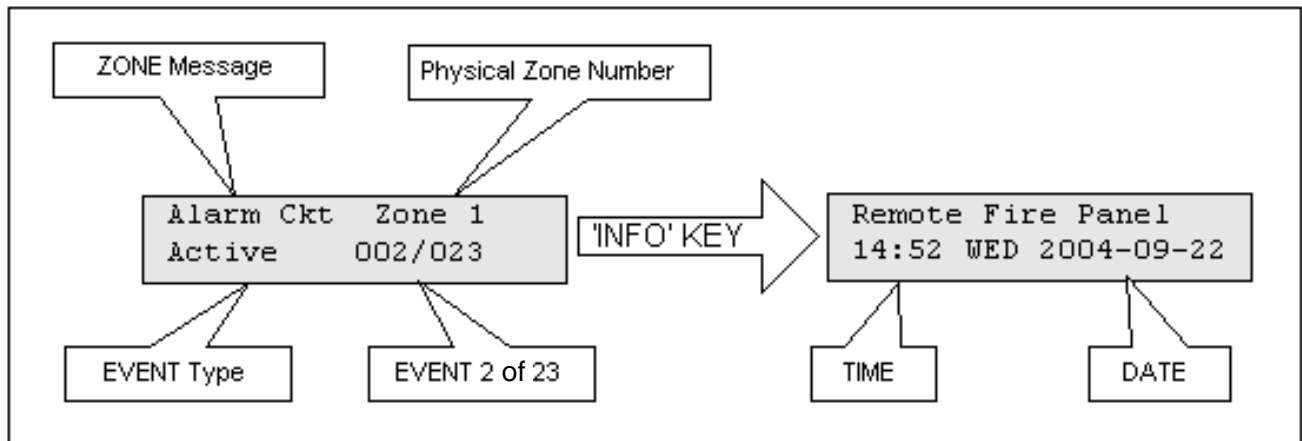 ZONE Message
Physical Zone Number
Alarm Ckt Zone 1
Active 002/023
'INFO' KEY
Remote Fire Panel
14:52 WED 2004-09-22
EVENT Type
EVENT 2 of 23
TIME
DATE